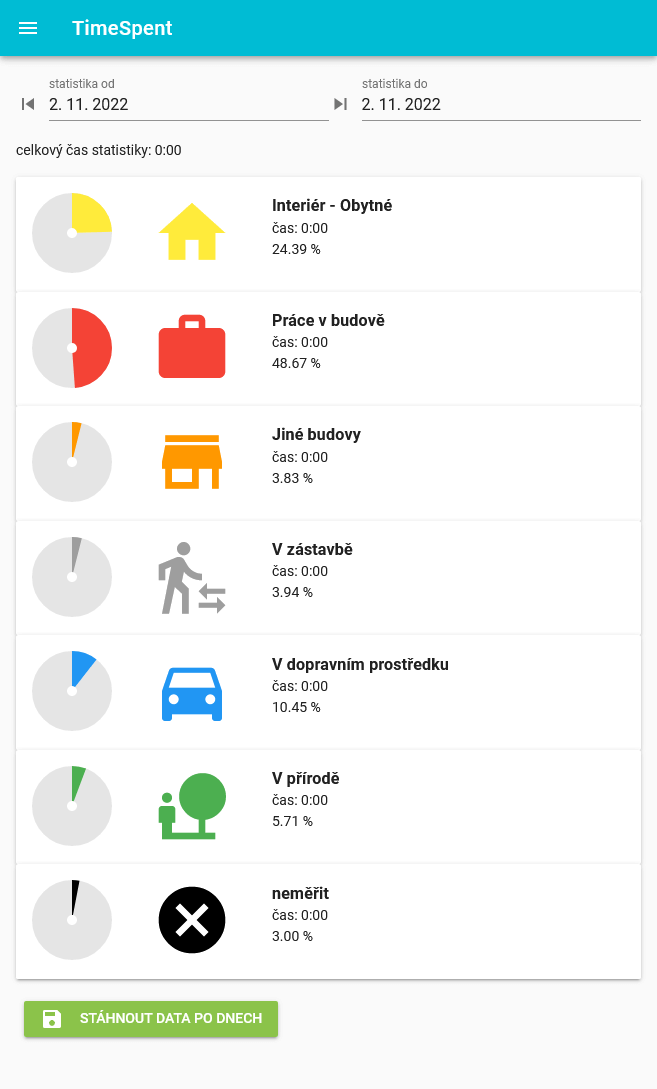 TimeSpent
statistika od
2. 11. 2022
statistika do
2. 11. 2022
celkový čas statistiky: 0:00
Interiér - Obytné
čas: 0:00
24.39 %
Práce v budově
čas: 0:00
48.67 %
Jiné budovy
čas: 0:00
3.83 %
V zástavbě
čas: 0:00
3.94 %
V dopravním prostředku
čas: 0:00
10.45 %
V přírodě
čas: 0:00
5.71 %
neměřit
čas: 0:00
3.00 %
STÁHNOUT DATA PO DNECH